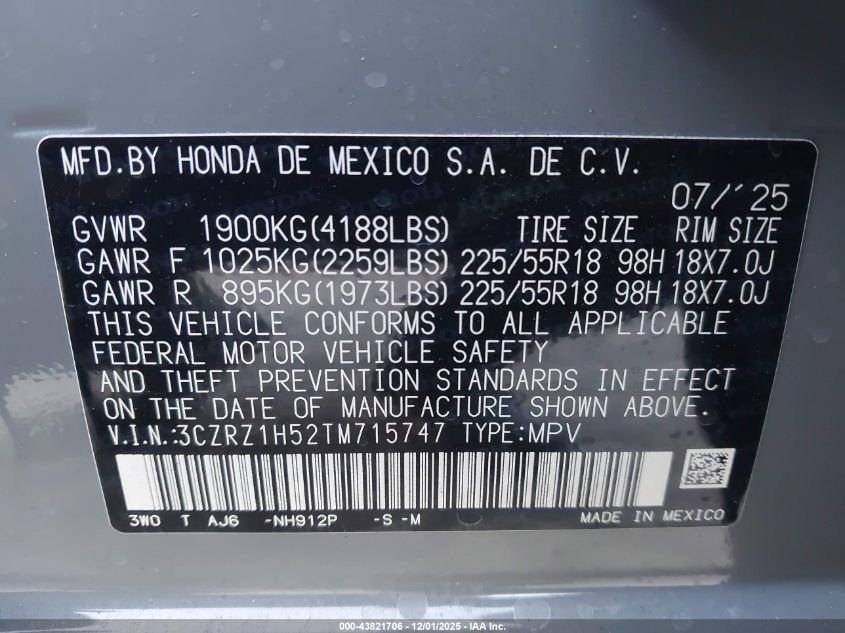 MFD.BY HONDA DE MEXICO S.A. DE C.V.
07/'25
GVWR 1900KG(4188LBS) TIRE SIZE RIM SIZE
GAWR F 1025KG(2259LBS) 225/55R18 98H 18X7.0J
GAWR R 895KG(1973LBS) 225/55R18 98H 18X7.0J
THIS VEHICLE CONFORMS TO ALL APPLICABLE
FEDERAL MOTOR VEHICLE SAFETY
AND THEFT PREVENTION STANDARDS IN EFFECT
ON THE DATE OF MANUFACTURE SHOWN ABOVE.
V.I.N.:3CZRZ1H52TM715747 TYPE:MPV
3W0 T AJ6 -NH912P -S -M MADE IN MEXICO
000-43821706 - 12/01/2025 - IAA Inc.